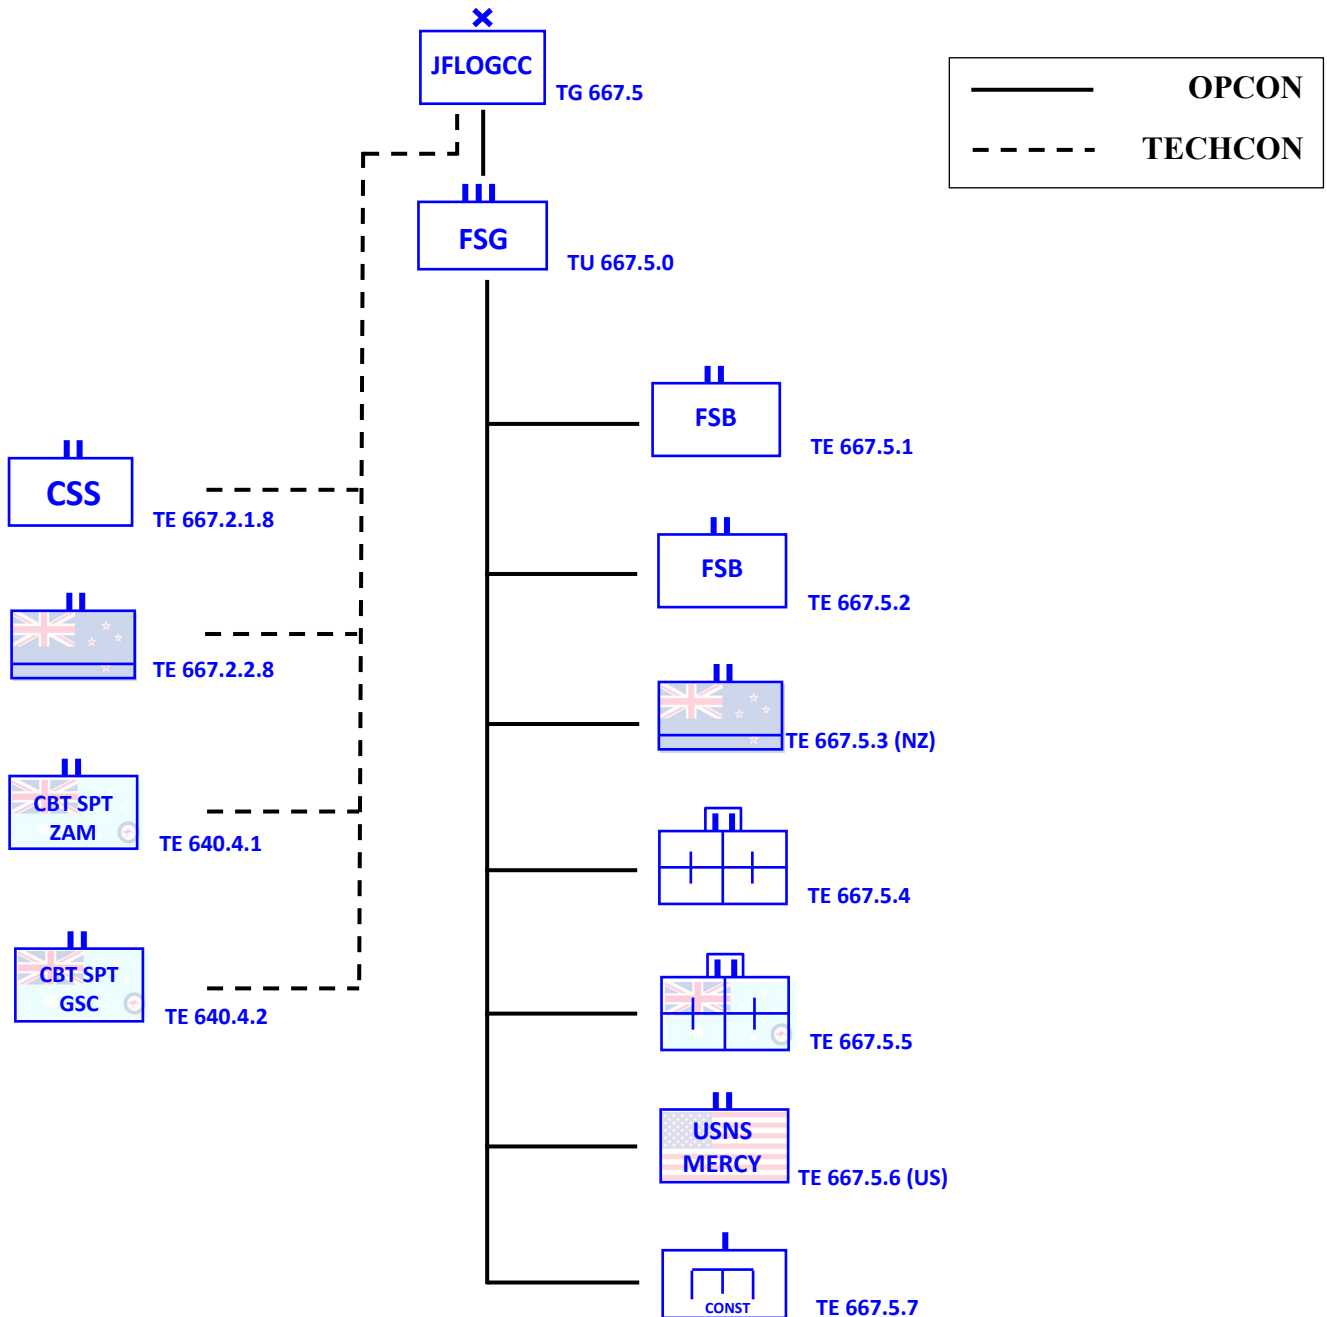 JFLOGCC
TG 667.5
OPCON
TECHCON
FSG
TU 667.5.0
FSB
TE 667.5.1
CSS
TE 667.2.1.8
FSB
TE 667.5.2
TE 667.2.2.8
TE 667.5.3 (NZ)
CBT SPT
ZAM
TE 640.4.1
TE 667.5.4
CBT SPT
GSC
TE 640.4.2
TE 667.5.5
USNS
MERCY
TE 667.5.6 (US)
CONST
TE 667.5.7